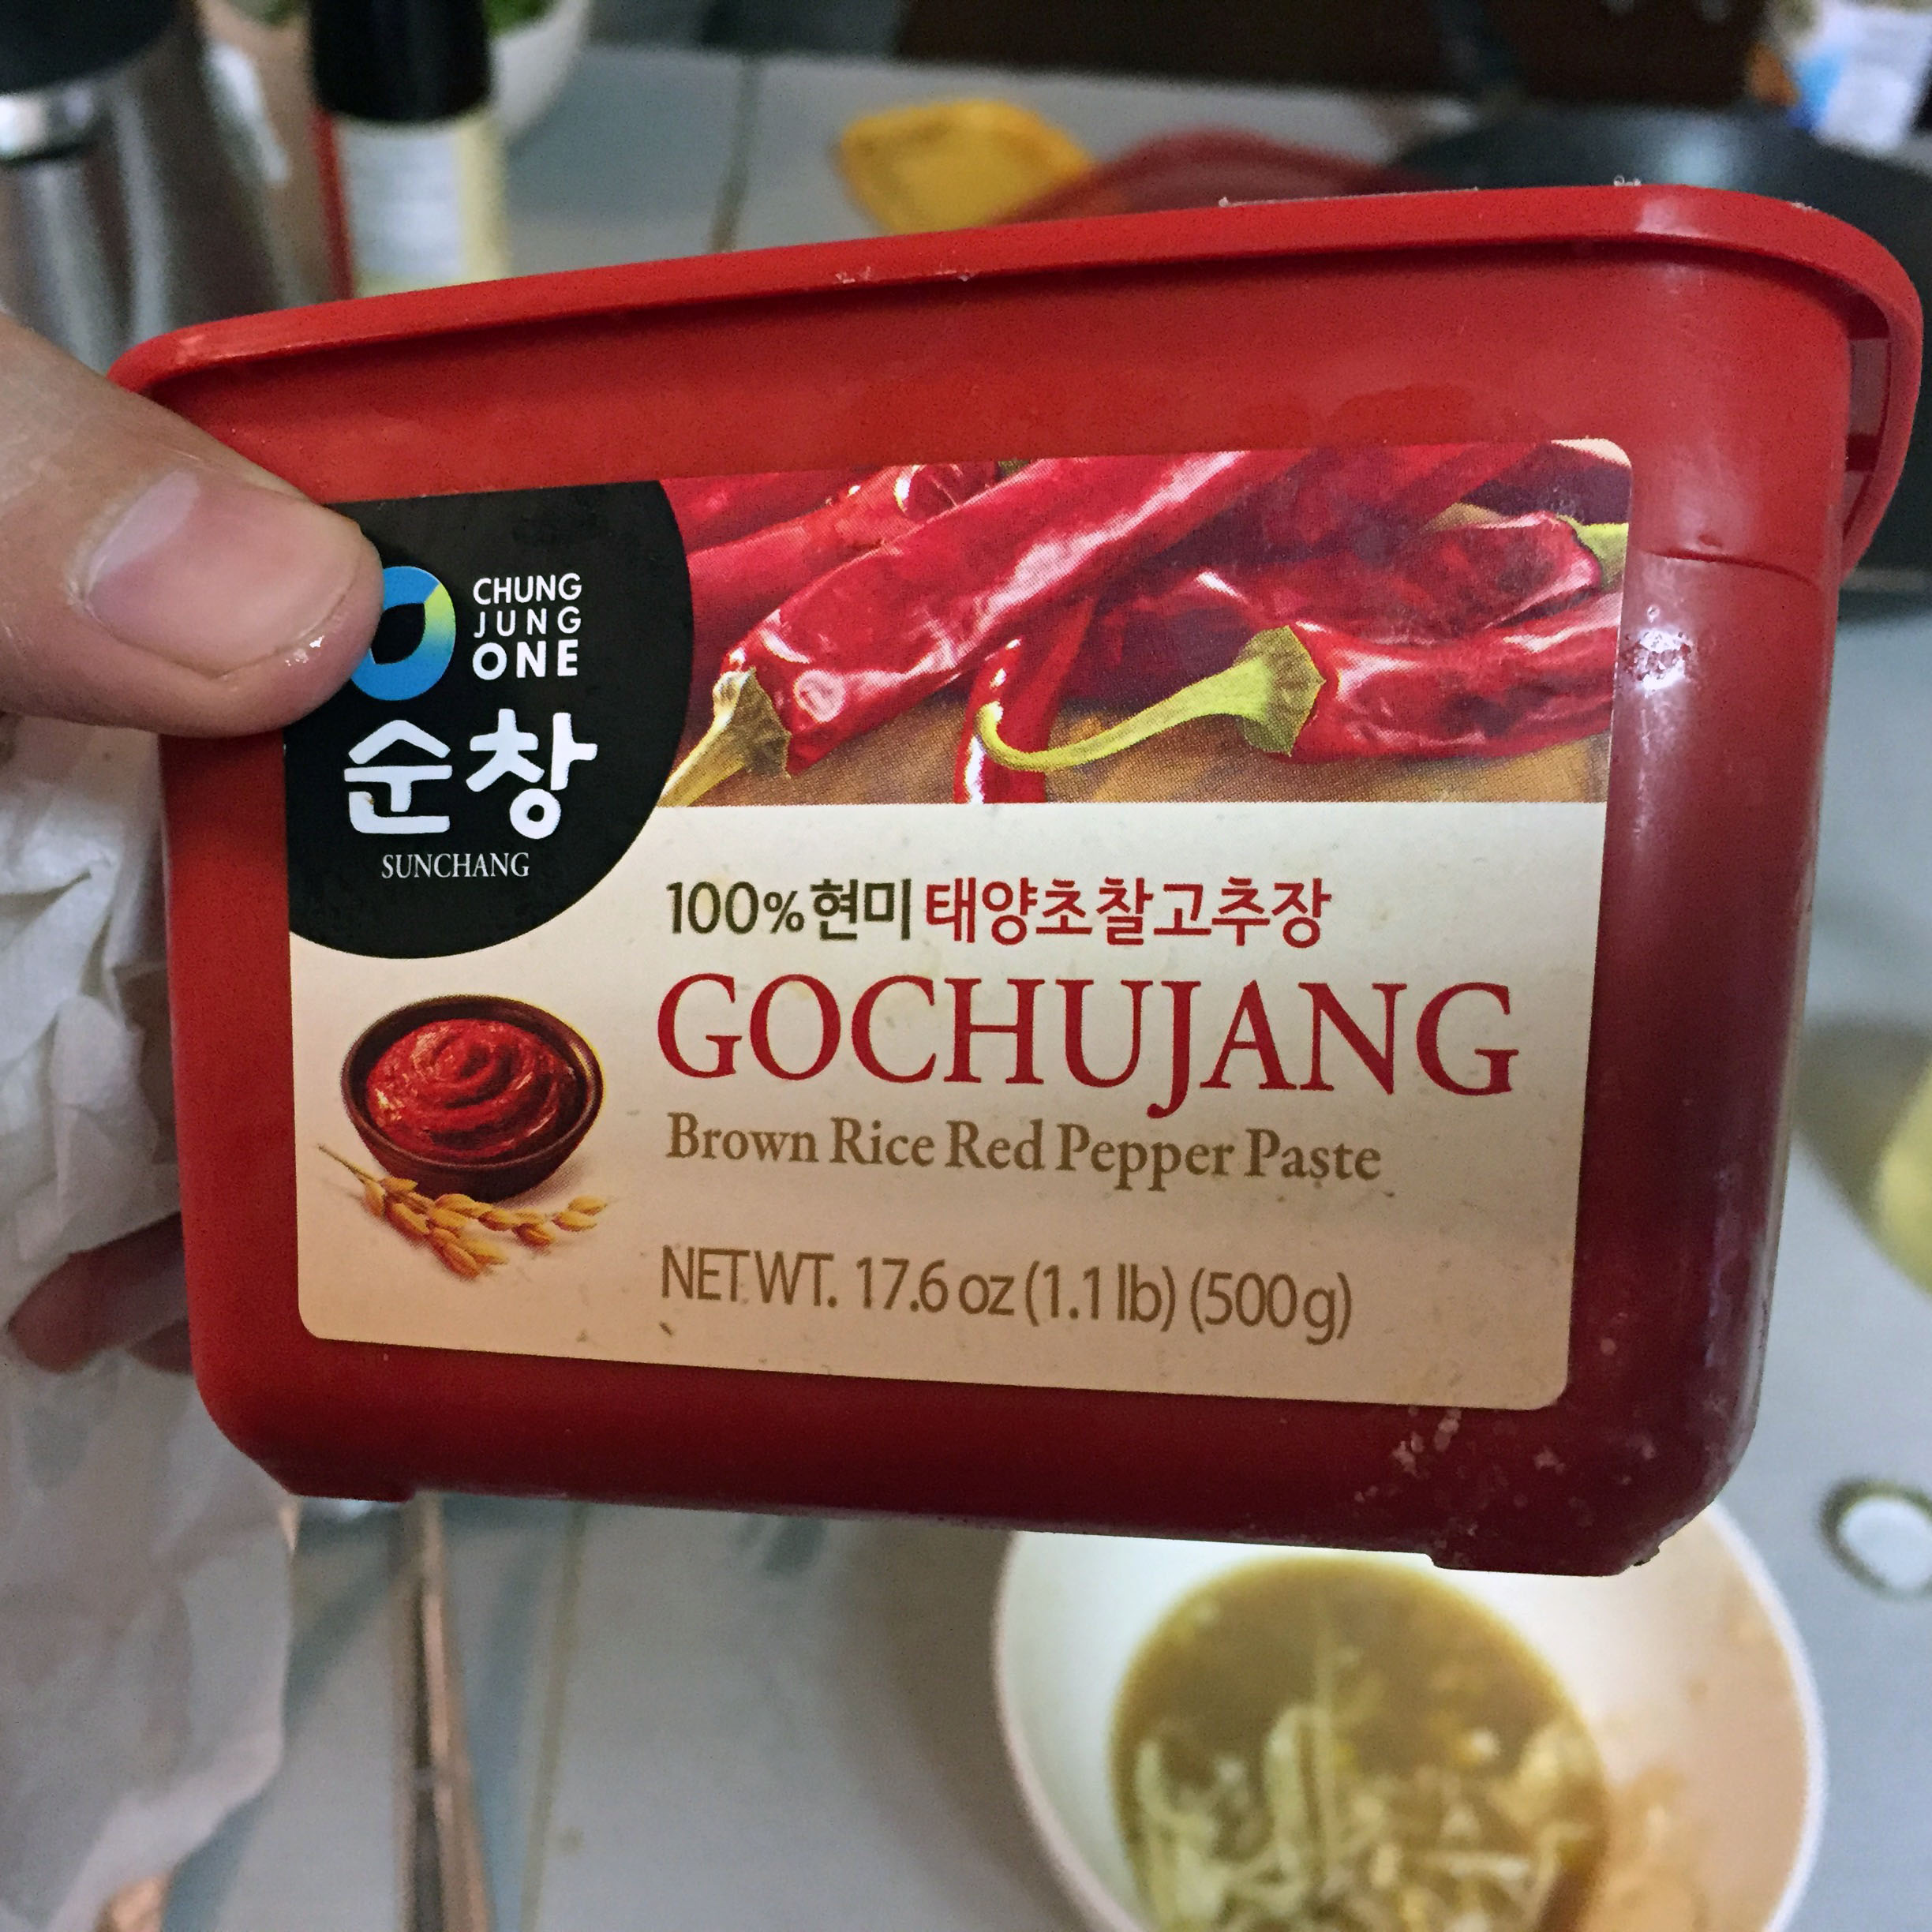 CHUNG
JUNG
ONE
순창
SUNCHANG
100%현미 태양초찰고추장
GOCHUJANG
Brown Rice Red Pepper Paste
NET WT. 17.6 oz (1.1 lb) (500g)